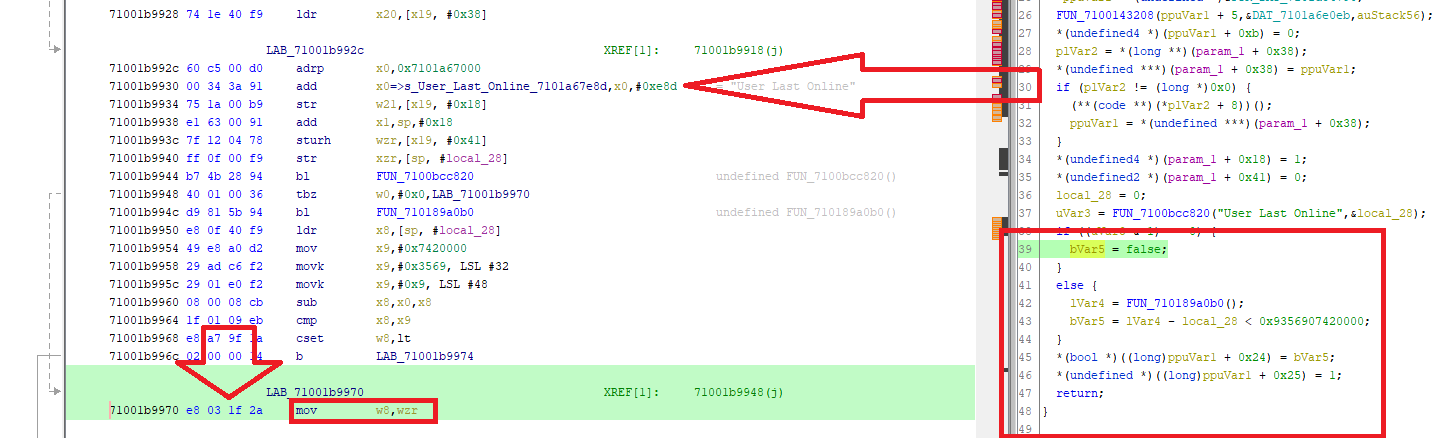 71001b9928 74 1e 40 f9 ldr x20,[x19, #0x38]
LAB_71001b992c XREF[1]: 71001b9918(j)
71001b992c 60 c5 00 d0 adrp x0,0x7101a67000
71001b9930 00 34 3a 91 add x0=>s_User_Last_Online_7101a67e8d,x0,#0xe8d = "User Last Online"
71001b9934 75 1a 00 b9 str w21,[x19, #0x18]
71001b9938 e1 63 00 91 add x1,sp,#0x18
71001b993c 7f 12 04 78 sturh wzr,[x19, #0x41]
71001b9940 ff 0f 00 f9 str xzr,[sp, #local_28]
71001b9944 b7 4b 28 94 bl FUN_7100bcc820 undefined FUN_7100bcc820()
71001b9948 40 01 00 36 tbz w0,#0x0,LAB_71001b9970
71001b994c d9 81 5b 94 bl FUN_710189a0b0 undefined FUN_710189a0b0()
71001b9950 e8 0f 40 f9 ldr x8,[sp, #local_28]
71001b9954 49 e8 a0 d2 mov x9,#0x7420000
71001b9958 29 ad c6 f2 movk x9,#0x3569, LSL #32
71001b995c 29 01 e0 f2 movk x9,#0x9, LSL #48
71001b9960 08 00 08 cb sub x8,x0,x8
71001b9964 1f 01 09 eb cmp x8,x9
71001b9968 e8 a7 9f 1a cset w8,lt
71001b996c 02 00 00 14 b LAB_71001b9974
LAB_71001b9970 XREF[1]: 71001b9948(j)
71001b9970 e8 03 1f 2a mov w8,wzr
26 FUN_7100143208(ppuVar1 + 5,&DAT_7101a6e0eb,auStack56);
27 *(undefined4 *)(ppuVar1 + 0xb) = 0;
28 plVar2 = *(long **)(param_1 + 0x38);
29 *(undefined ***)(param_1 + 0x38) = ppuVar1;
30 if (plVar2 != (long *)0x0) {
31 (**(code **)(*plVar2 + 8))();
32 ppuVar1 = *(undefined ***)(param_1 + 0x38);
33 }
34 *(undefined4 *)(param_1 + 0x18) = 1;
35 *(undefined2 *)(param_1 + 0x41) = 0;
36 local_28 = 0;
37 uVar3 = FUN_7100bcc820("User Last Online",&local_28);
39 bVar5 = false;
40 }
41 else {
42 lVar4 = FUN_710189a0b0();
43 bVar5 = lVar4 - local_28 < 0x9356907420000;
44 }
45 *(bool *)((long)ppuVar1 + 0x24) = bVar5;
46 *(undefined *)((long)ppuVar1 + 0x25) = 1;
47 return;
48 }
49